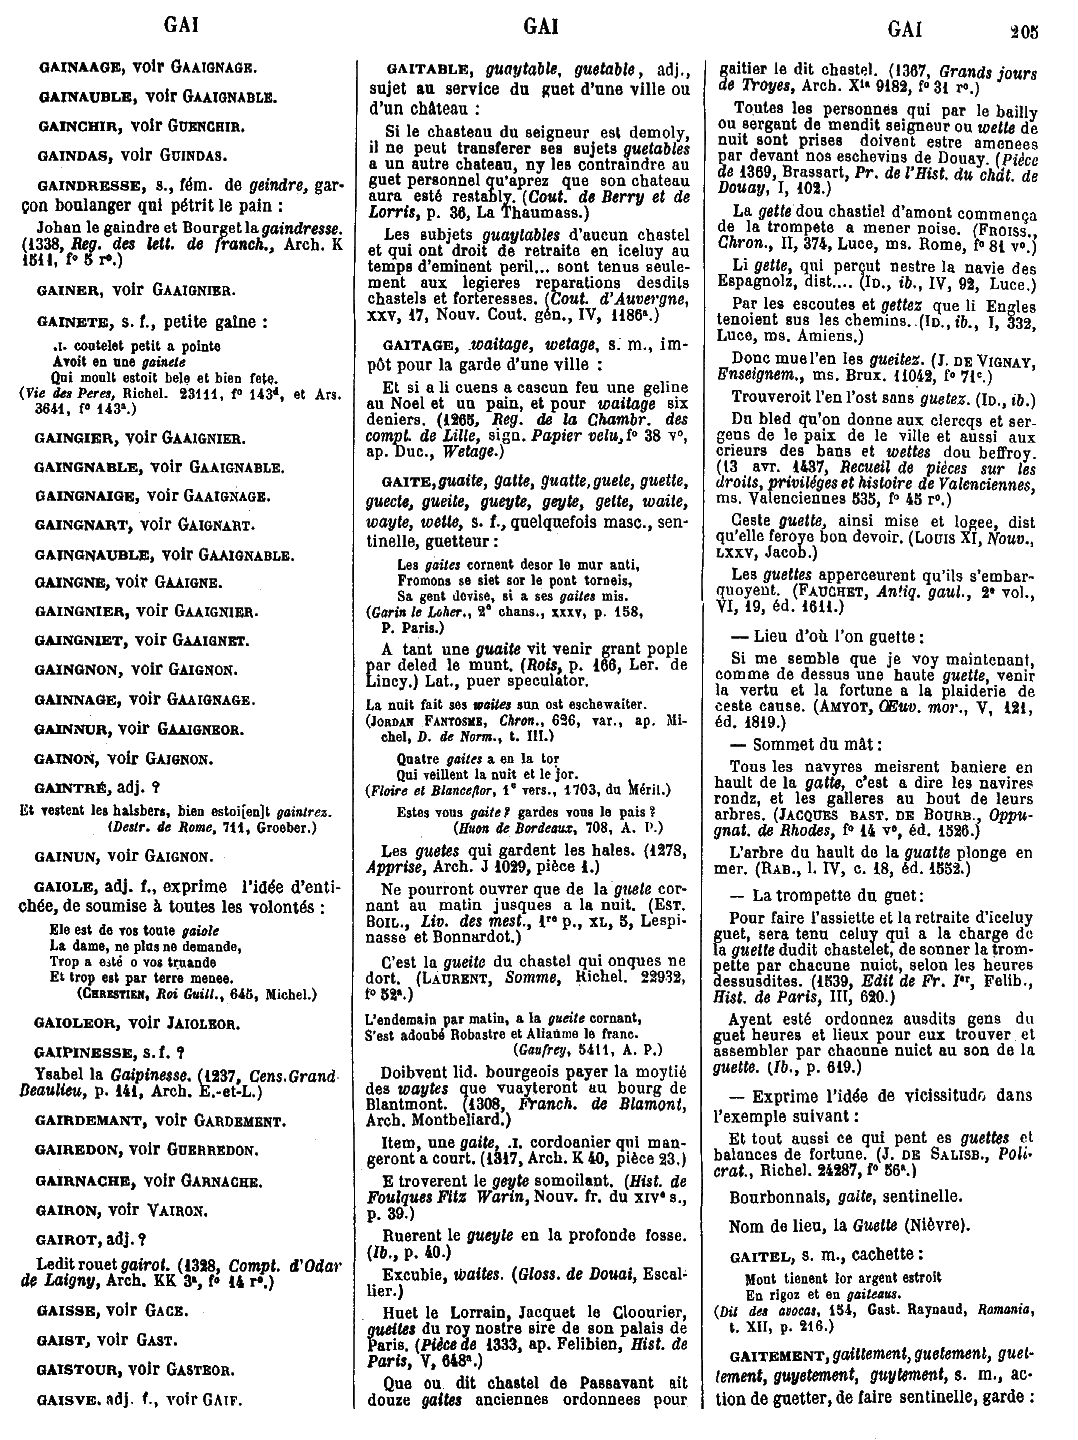 GAI
GAI
GAI
205
GAINAAGE, voir GAAIGNAGE.
GAINAUBLE, voir GAAIGNABLE.
GAINCHIR, voir GUENCHIR.
GAINDAS, voir GUINDAS.
GAINDRESSE, s., fém. de geindre, gar-
çon boulanger qui pétrit le pain :
Johan le gaindre et Bourget la gaindresse.
(1338, Reg. des lett. de franch., Arch. K
1511, f° 5 r°.)
GAINER, voir GAAIGNIER.
GAINETE, s. f., petite gaîne :
.I. coutelet petit a pointe
Avoit en une gainete
Qui moult estoit bele et bien fete.
(Vie des Peres, Richel. 23111, f° 143d, et Ars.
3641, f° 143a.)
GAINGIER, voir GAAIGNIER.
GAINGNABLE, voir GAAIGNABLE.
GAINGNAIGE, voir GAAIGNAGE.
GAINGNART, voir GAIGNART.
GAINGNAUBLE, voir GAAIGNABLE.
GAINGNE, voir GAAIGNE.
GAINGNIER, voir GAAIGNIER.
GAINGNIET, voir GAAIGNET.
GAINGNON, voir GAIGNON.
GAINNAGE, voir GAAIGNAGE.
GAINNUR, voir GAAIGNEOR.
GAINON, voir GAIGNON.
GAINTRÉ, adj. ?
Et vestent les halsbers, bien estoi[en]t gaintrez.
(Destr. de Rome, 711, Groeber.)
GAINUN, voir GAIGNON.
GAIOLE, adj. f., exprime l'idée d'enti-
chée, de soumise à toutes les volontés :
Ele est de vos toute gaiole
La dame, ne plus ne demande,
Trop a esté o vos truande
Et trop est par terre menee.
(CHRESTIEN, Roi Guill., 645, Michel.)
GAIOLEOR, voir JAIOLEOR.
GAIPINESSE, s. f. ?
Ysabel la Gaipinesse. (1237, Cens. Grand
Beaulieu, p. 141, Arch. E.-et-L.)
GAIRDEMANT, voir GARDEMENT.
GAIREDON, voir GUERREDON.
GAIRNACHE, voir GARNACHE.
GAIRON, voir VAIRON.
GAIROT, adj. ?
Ledit rouet gairot. (1328, Compt. d'Odar
de Laigny, Arch. KK 3a, f° 14 r°.)
GAISSE, voir GACE.
GAIST, voir GAST.
GAISTOUR, voir GASTEOR.
GAISVE, adj. f., voir GAIF.
GAITABLE, guaytable, guetable, adj.,
sujet au service du guet d'une ville ou
d'un château :
Si le chasteau du seigneur est demoly,
il ne peut transferer ses sujets guetables
a un autre chateau, ny les contraindre au
guet personnel qu'aprez que son chateau
aura esté restably. (Cout. de Berry et de
Lorris, p. 36, La Thaumass.)
Les subjets guaytables d'aucun chastel
et qui ont droit de retraite en iceluy au
temps d'eminent peril... sont tenus seule-
ment aux legieres reparations desdits
chastels et forteresses. (Cout. d'Auvergne,
XXV, 17, Nouv. Cout. gén., IV, 1186a.)
GAITAGE, waitage, wetage, s. m., im-
pôt pour la garde d'une ville :
Et si a li cuens a cascun feu une geline
au Noel et un pain, et pour waitage six
deniers. (1265, Reg. de la Chambr. des
compt. de Lille, sign. Papier velu, f° 38 v°,
ap. Duc., Wetage.)
GAITE, guaite, gatte, guatte, guele, guette,
guecte, gueite, gueyte, geyte, gette, waite,
wayte, wette, s. f., quelquefois masc., sen-
tinelle, guetteur :
Les gaites cornent desor le mur anti,
Fromons se siet sor le pont torneis,
Sa gent devise, si a ses gaites mis.
(Garin le Loher., 2e chans., XXXV, p. 158,
P. Paris.)
A tant une guaite vit venir grant pople
par deled le munt. (Rois, p. 166, Ler. de
Lincy.) Lat., puer speculator.
La nuit fait ses waites sun ost eschewaiter.
(JORDAN FANTOSME, Chron., 626, var., ap. Mi-
chel, D. de Norm., t. III.)
Quatre gaites a en la tor
Qui veillent la nuit et le jor.
(Floire et Blanceflor, 1e vers., 1703, du Méril.)
Estes vous gaite? gardes vous le pais ?
(Huon de Bordeaux, 708, A. P.)
Les guetes qui gardent les hales. (1278,
Apprise, Arch. J 1029, pièce 1.)
Ne pourront ouvrer que de la guete cor-
nant au matin jusques a la nuit. (EST.
BOIL., Liv. des mest., 1re p., XL, 5, Lespi-
nasse et Bonnardot.)
C'est la gueite du chastel qui onques ne
dort. (LAURENT, Somme, Richel. 22932,
f° 52a.)
L'endemain par matin, a la gueite cornant,
S'est adoubé Robastre et Aliaume le franc.
(Gaufrey, 5411, A. P.)
Doibvent lid. bourgeois payer la moytié
des waytes que vuayteront au bourg de
Blantmont. (1308, Franch. de Blamont,
Arch. Montbeliard.)
Item, une gaite, .I. cordoanier qui man-
geront a court. (1317, Arch. K 40, pièce 23.)
E troverent le geyte somoilant. (Hist. de
Foulques Fitz Warin, Nouv. fr. du XIVe s.,
p. 39.)
Ruerent le gueyte en la profonde fosse.
(Ib., p. 40.)
Excubie, waites. (Gloss. de Douai, Escal-
lier.)
Huet le Lorrain, Jacquet le Cloourier,
gueites du roy nostre sire de son palais de
Paris. (Pièce de 1333, ap. Felibien, Hist. de
Paris, V, 648a.)
Que ou dit chastel de Passavant ait
douze gaites anciennes ordonnees pour
gaitier le dit chastel. (1367, Grands jours
de Troyes, Arch. X1a 9182, f° 31 r°.)
Toutes les personnes qui par le bailly
ou sergant de mendit seigneur ou wette de
nuit sont prises doivent estre amenees
par devant nos eschevins de Douay. (Pièce
de 1369, Brassart, Pr. de l'Hist. du chât. de
Douay, I, 102.)
La gette dou chastiel d'amont commença
de la trompete a mener noise. (FROISS.,
Chron., II, 374, Luce, ms. Rome, f° 81 v°.)
Li gette, qui perçut nestre la navie des
Espagnolz, dist.... (ID., ib., IV, 92, Luce.)
Par les escoutes et gettez que li Engles
tenoient sus les chemins. (ID., ib., I, 332,
Luce, ms. Amiens.)
Donc muel'en les gueitez. (J. DE VIGNAY,
Enseignem., ms. Brux. 11042, f° 71c.)
Trouveroit l'en l'ost sans guetez. (ID., ib.)
Du bled qu'on donne aux clercqs et ser-
gens de le paix de le ville et aussi aux
crieurs des bans et wettes dou beffroy.
(13 avr. 1437, Recueil de pièces sur les
droits, priviléges et histoire de Valenciennes,
ms. Valenciennes 535, f° 45 r°.)
Ceste guette, ainsi mise et logee, dist
qu'elle feroye bon devoir. (LOUIS XI, Nouv.,
LXXV, Jacob.)
Les guettes apperceurent qu'ils s'embar-
quoyent. (FAUCHET, Antiq. gaul., 2e vol.,
VI, 19, éd. 1611.)
— Lieu d'où l'on guette :
Si me semble que je voy maintenant,
comme de dessus une haute guette, venir
la vertu et la fortune a la plaiderie de
ceste cause. (AMYOT, Œuv. mor., V, 121,
éd. 1819.)
— Sommet du mât :
Tous les navyres meisrent baniere en
hault de la gatte, c'est a dire les navires
rondz, et les galleres au bout de leurs
arbres. (JACQUES BAST. DE BOURB., Oppu-
gnat. de Rhodes, f° 14 v°, éd. 1526.)
L'arbre du hault de la guatte plonge en
mer. (RAB., l. IV, c. 18, éd. 1552.)
— La trompette du guet :
Pour faire l'assiette et la retraite d'iceluy
guet, sera tenu celuy qui a la charge de
la guette dudit chastelet, de sonner la trom-
pette par chacune nuict, selon les heures
dessusdites. (1539, Edit de Fr. Ier, Felib.,
Hist. de Paris, III, 620.)
Ayent esté ordonnez ausdits gens du
guet heures et lieux pour eux trouver et
assembler par chacune nuict au son de la
guette. (Ib., p. 619.)
— Exprime l'idée de vicissitude dans
l'exemple suivant :
Et tout aussi ce qui pent es guettes et
balances de fortune. (J. DE SALISB., Poli-
crat., Richel. 24287, f° 56a.)
Bourbonnais, gaite, sentinelle.
Nom de lieu, la Guette (Nièvre).
GAITEL, s. m., cachette :
Mont tienent lor argent estroit
En rigoz et en gaiteaus.
(Dit des avocas, 154, Gast. Raynaud, Romania,
t. XII, p. 216.)
GAITEMENT, gaittement, guetement, guet-
tement, guyetement, guytement, s. m., ac-
tion de guetter, de faire sentinelle, garde :